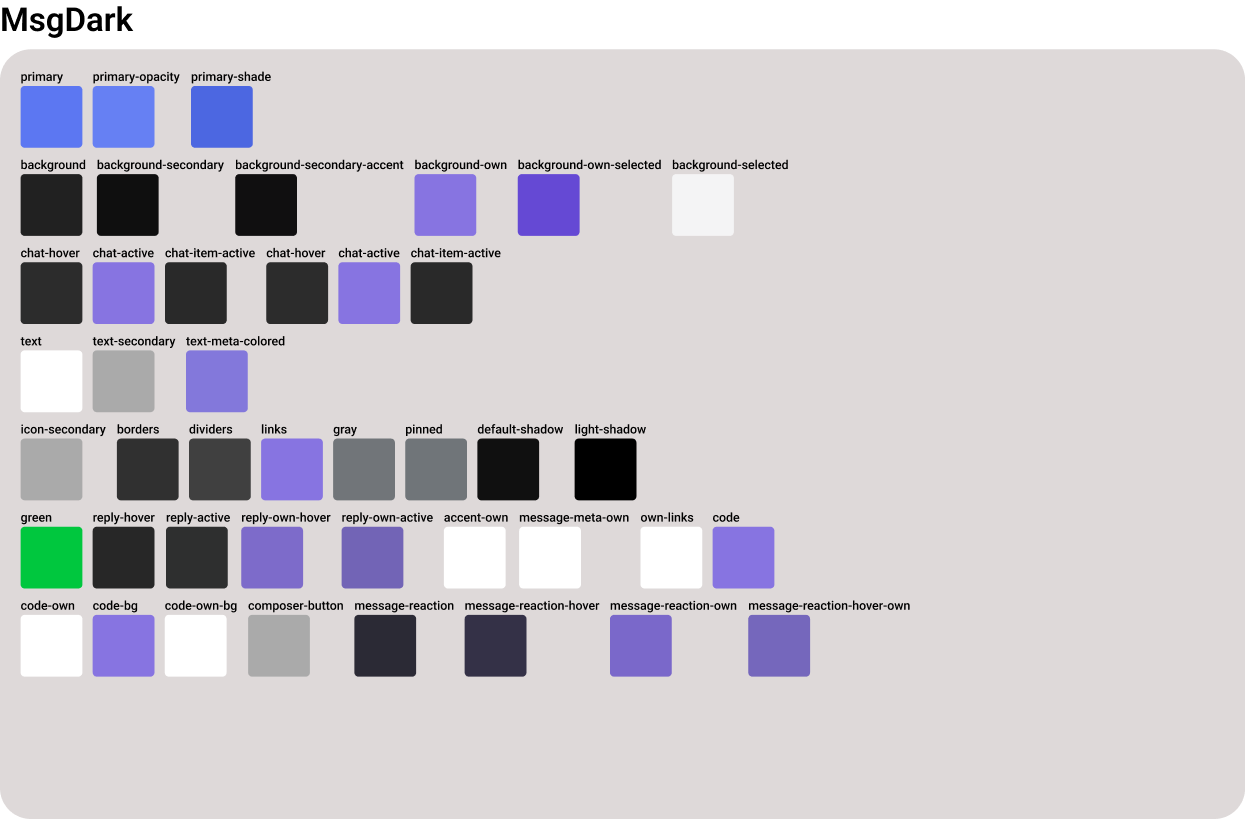 MsgDark
primary primary-opacity primary-shade
background background-secondary background-secondary-accent background-own background-own-selected background-selected
chat-hover chat-active chat-item-active chat-hover chat-active chat-item-active
text text-secondary text-meta-colored
icon-secondary borders dividers links gray pinned default-shadow light-shadow
green reply-hover reply-active reply-own-hover reply-own-active accent-own message-meta-own own-links code
code-own code-bg code-own-bg composer-button message-reaction message-reaction-hover message-reaction-own message-reaction-hover-own